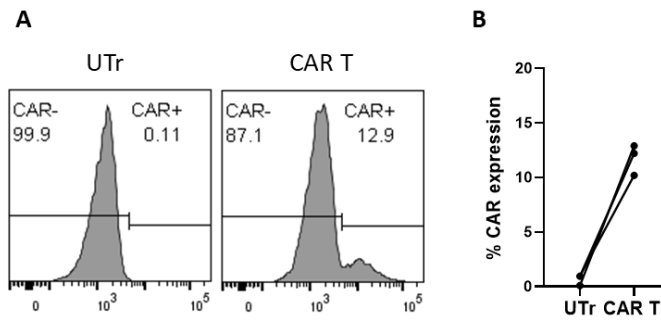 A
UTr
CAR-
99.9
CAR+
0.11
0
10³
10⁵
CAR T
CAR-
87.1
CAR+
12.9
0
10³
10⁵
B
% CAR expression
20
15
10
5
0
UTr CAR T